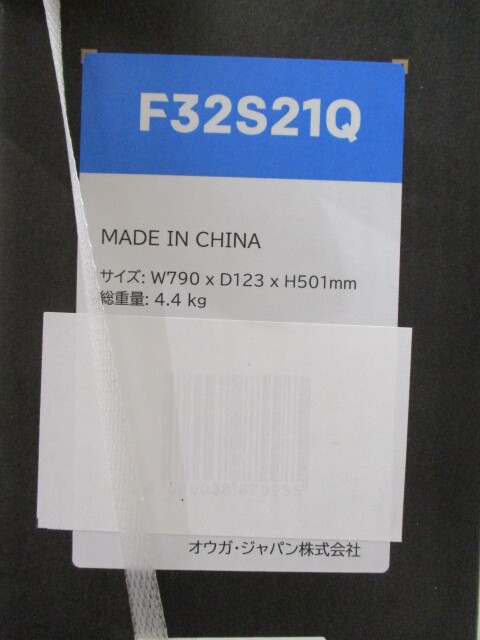 F32S21Q
MADE IN CHINA
サイズ: W790 x D123 x H501mm
総重量: 4.4 kg
オウガ・ジャパン株式会社